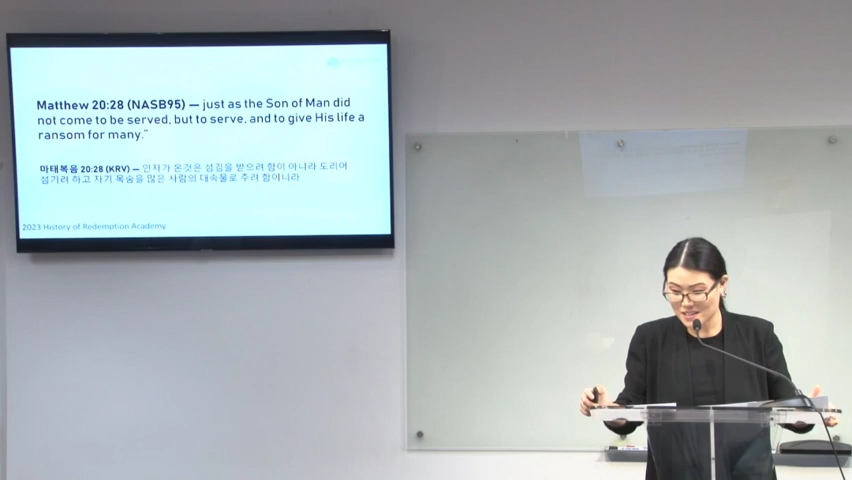 Matthew 20:28 (NASB95) — just as the Son of Man did
not come to be served, but to serve, and to give His life a
ransom for many.”
마태복음 20:28 (KRV) — 인자가 온것은 섬김을 받으려 함이 아니라 도리어
섬기려 하고 자기 목숨을 많은 사람의 대속물로 주려 함이니라
2023 History of Redemption Academy